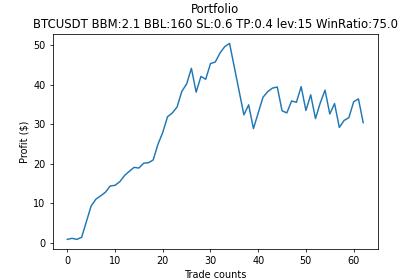 Portfolio
BTCUSDT BBM:2.1 BBL:160 SL:0.6 TP:0.4 lev:15 WinRatio:75.0
50
40
30
20
10
0
Profit ($)
0 10 20 30 40 50 60
Trade counts